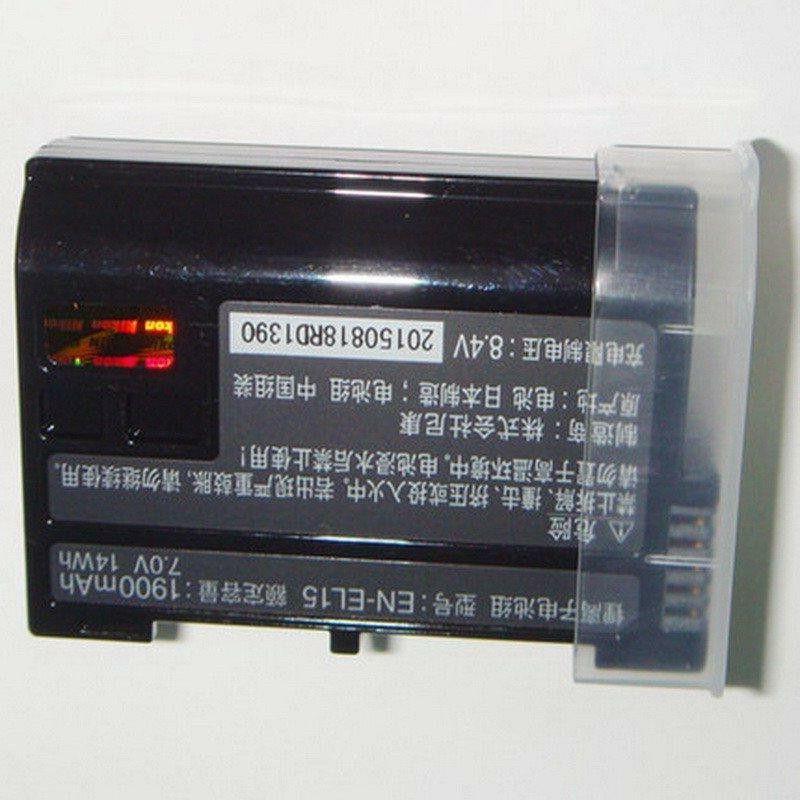 锂离子电池组 型号：EN-EL15 额定容量：1900mAh
7.0V 14Wh
⚠危险
禁止拆解、撞击、挤压或投入火中，若出现严重鼓胀，请勿继续使用。
请勿置于高温环境中，电池浸水后禁止使用！
制造商：株式会社尼康
原产地：电池 日本制造；电池组 中国组装
充电限制电压：8.4V 20150818RD1390
Nikon Nikon